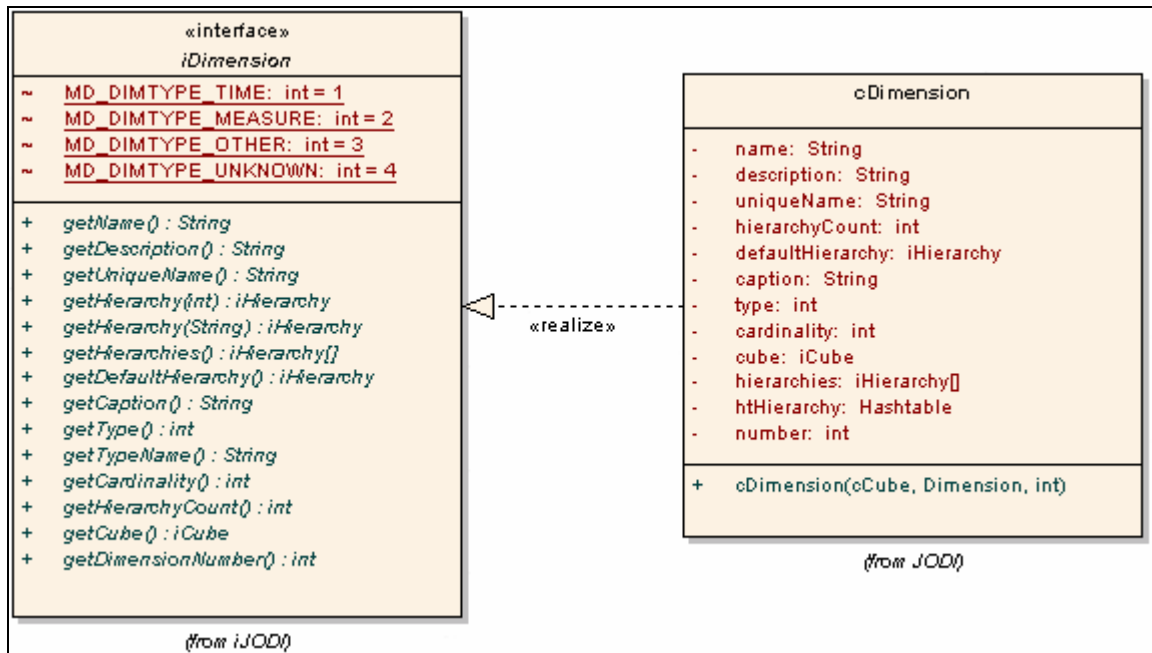 «interface»
iDimension
~ MD_DIMTYPE_TIME: int = 1
~ MD_DIMTYPE_MEASURE: int = 2
~ MD_DIMTYPE_OTHER: int = 3
~ MD_DIMTYPE_UNKNOWN: int = 4
+ getName() : String
+ getDescription() : String
+ getUniqueName() : String
+ getHierarchy(int) : iHierarchy
+ getHierarchy(String) : iHierarchy
+ getHierarchies() : iHierarchy[]
+ getDefaultHierarchy() : iHierarchy
+ getCaption() : String
+ getType() : int
+ getTypeName() : String
+ getCardinality() : int
+ getHierarchyCount() : int
+ getCube() : iCube
+ getDimensionNumber() : int
(from iJODI)
«realize»
cDimension
- name: String
- description: String
- uniqueName: String
- hierarchyCount: int
- defaultHierarchy: iHierarchy
- caption: String
- type: int
- cardinality: int
- cube: iCube
- hierarchies: iHierarchy[]
- htHierarchy: Hashtable
- number: int
+ cDimension(cCube, Dimension, int)
(from JODI)